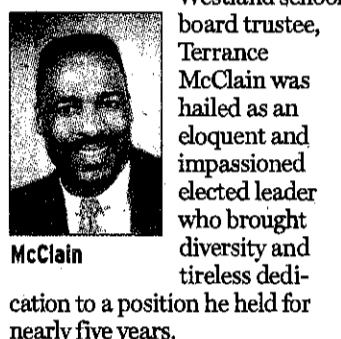 Westland school
board trustee,
Terrance
McClain was
hailed as an
eloquent and
impassioned
elected leader
who brought
diversity and
tireless dedi-
cation to a position he held for
nearly five years.
McClain